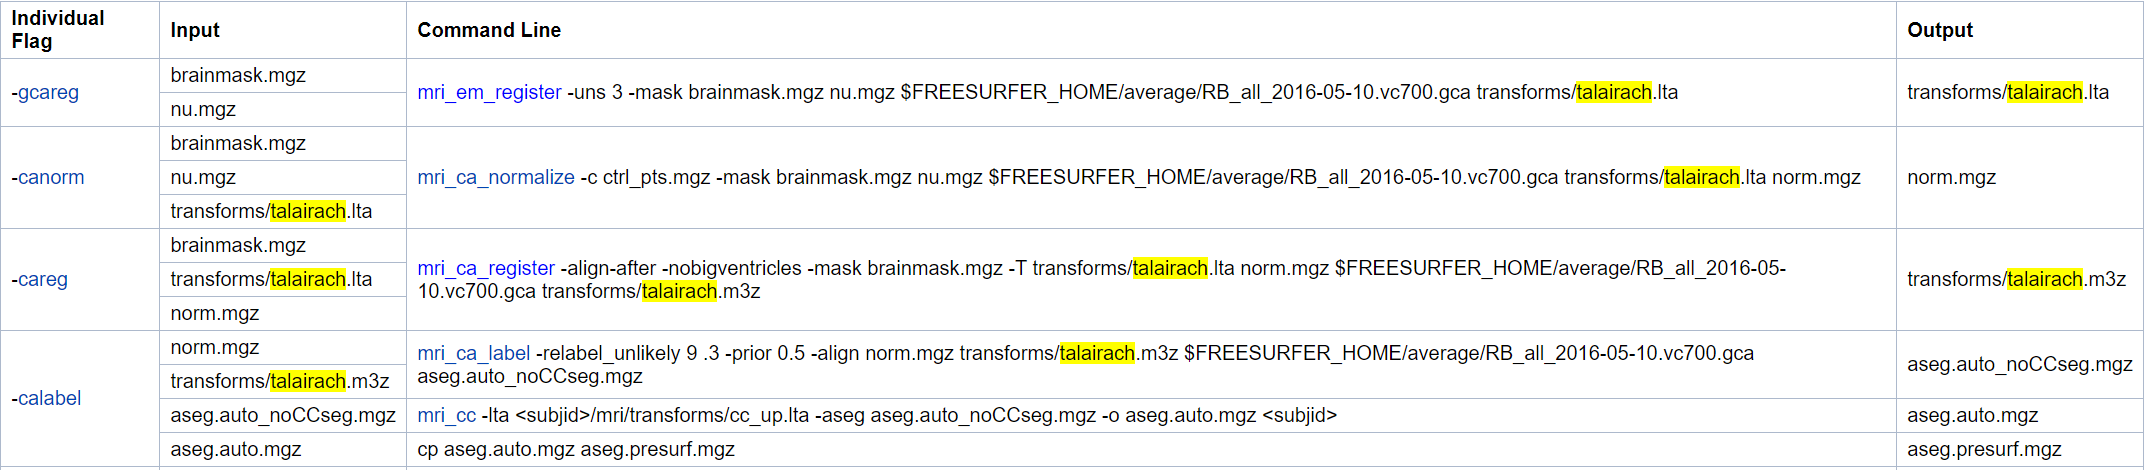 Individual Flag
Input
Command Line
Output
-gcareg
brainmask.mgz
nu.mgz
mri_em_register -uns 3 -mask brainmask.mgz nu.mgz $FREESURFER_HOME/average/RB_all_2016-05-10.vc700.gca transforms/talairach.lta
transforms/talairach.lta
-canorm
brainmask.mgz
nu.mgz
transforms/talairach.lta
mri_ca_normalize -c ctrl_pts.mgz -mask brainmask.mgz nu.mgz $FREESURFER_HOME/average/RB_all_2016-05-10.vc700.gca transforms/talairach.lta norm.mgz
norm.mgz
-careg
brainmask.mgz
transforms/talairach.lta
norm.mgz
mri_ca_register -align-after -nobigventricles -mask brainmask.mgz -T transforms/talairach.lta norm.mgz $FREESURFER_HOME/average/RB_all_2016-05-
10.vc700.gca transforms/talairach.m3z
transforms/talairach.m3z
-calabel
norm.mgz
transforms/talairach.m3z
mri_ca_label -relabel_unlikely 9 .3 -prior 0.5 -align norm.mgz transforms/talairach.m3z $FREESURFER_HOME/average/RB_all_2016-05-10.vc700.gca
aseg.auto_noCCseg.mgz
aseg.auto_noCCseg.mgz
aseg.auto_noCCseg.mgz
mri_cc -lta <subjid>/mri/transforms/cc_up.lta -aseg aseg.auto_noCCseg.mgz -o aseg.auto.mgz <subjid>
aseg.auto.mgz
aseg.auto.mgz
cp aseg.auto.mgz aseg.presurf.mgz
aseg.presurf.mgz